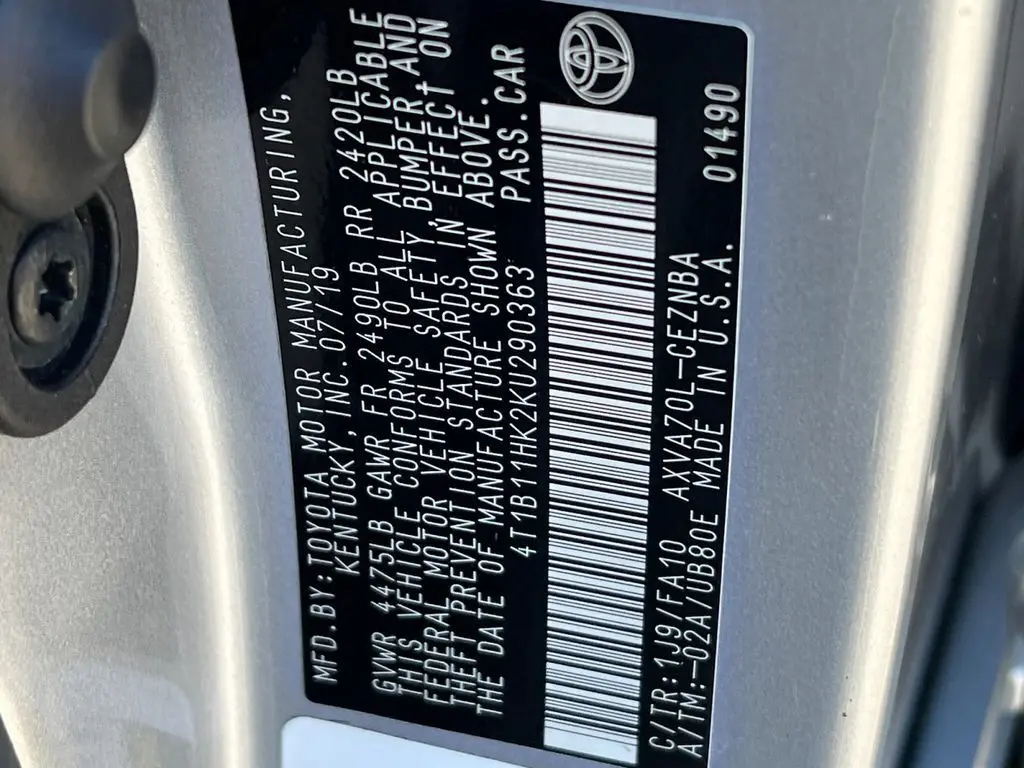 MFD.BY:TOYOTA MOTOR MANUFACTURING,
KENTUCKY, INC.07/19
GVWR 4475LB GAWR FR 2490LB RR 2420LB
THIS VEHICLE CONFORMS TO ALL APPLICABLE
FEDERAL MOTOR VEHICLE SAFETY,BUMPER,AND
THEFT PREVENTION STANDARDS IN EFFECT ON
THE DATE OF MANUFACTURE SHOWN ABOVE.
4T1B11HK2KU290363 PASS.CAR
C/TR:1J9/FA10 AXVA70L-CEZNBA 01490
A/TM:-02A/UB80E MADE IN U.S.A.